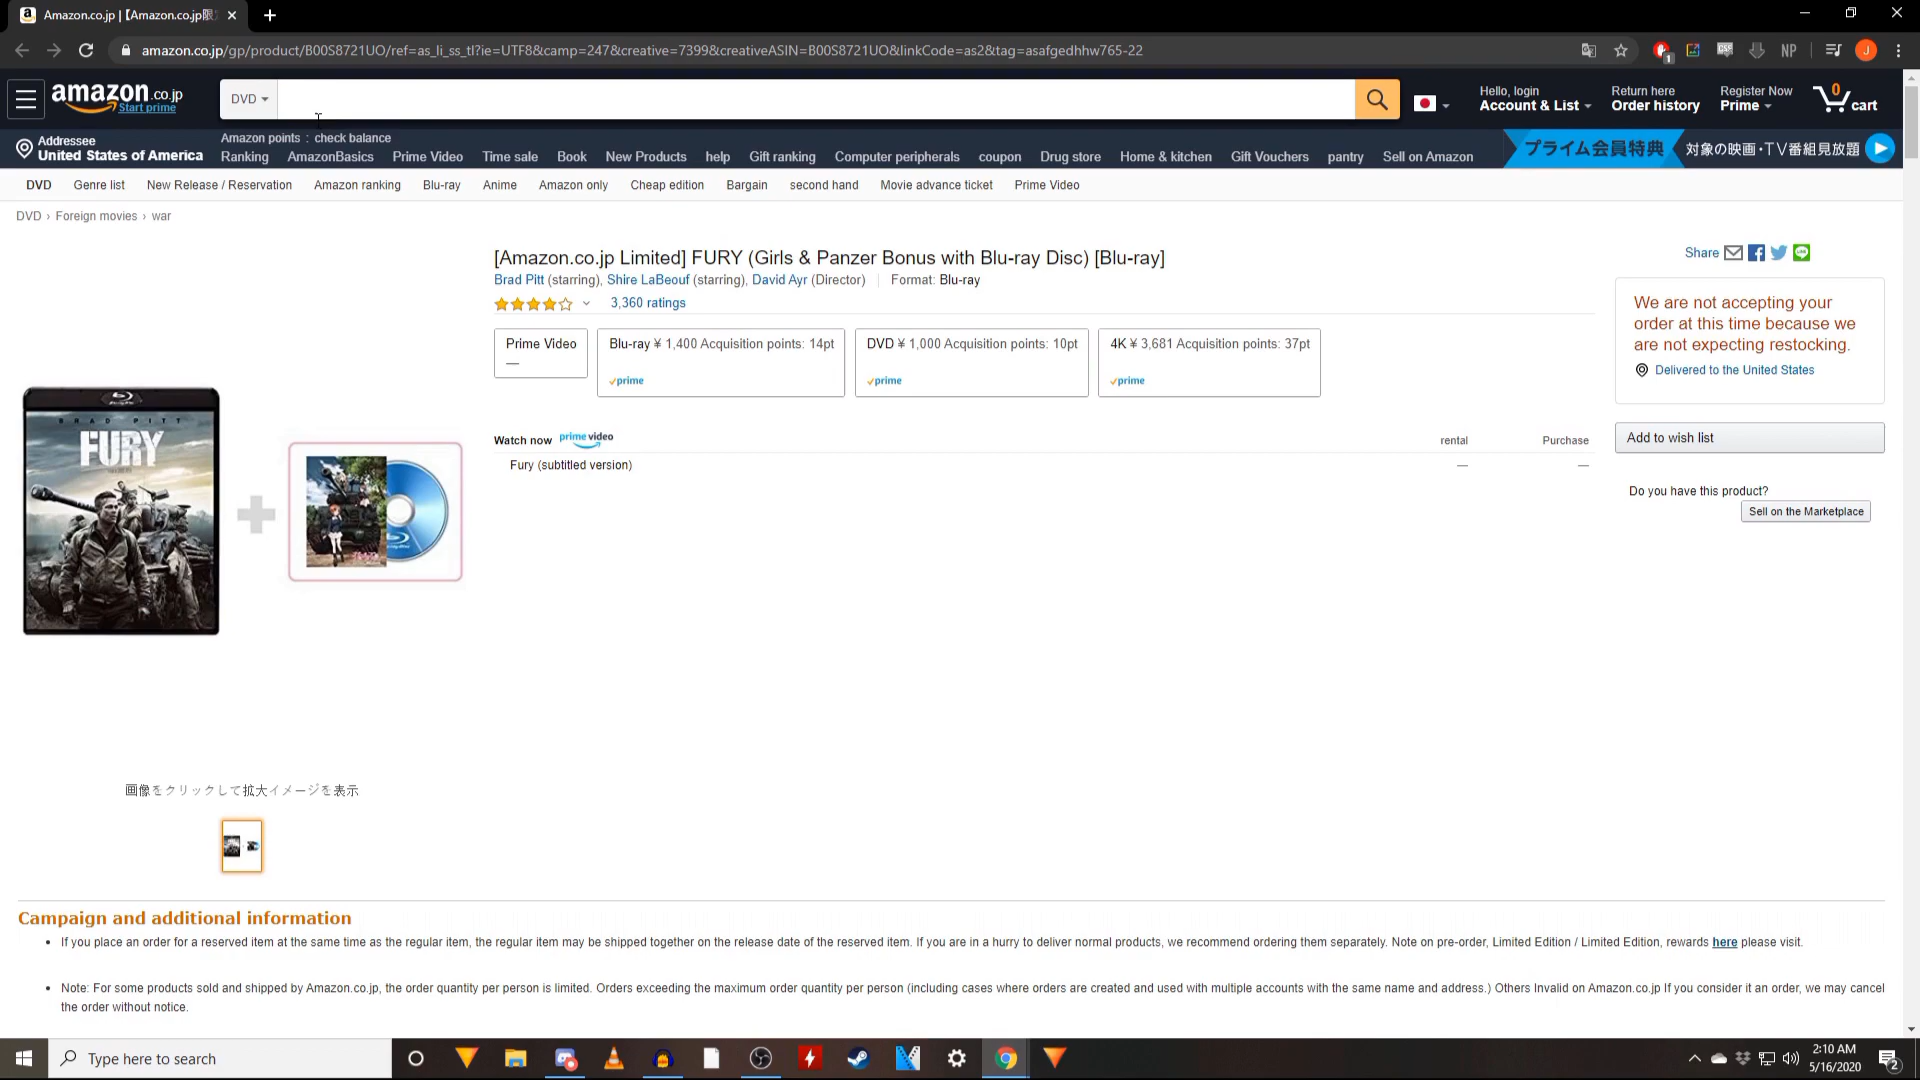 Amazon.co.jp | 【Amazon.co.jp限
amazon.co.jp/gp/product/B00S8721UO/ref=as_li_ss_tl?ie=UTF8&camp=247&creative=7399&creativeASIN=B00S8721UO&linkCode=as2&tag=asafgedhhw765-22
1
NP
J
amazon.co.jp
Start prime
DVD
Hello, login
Account & List
Return here
Order history
Register Now
Prime
0
cart
Addressee
United States of America
Amazon points : check balance
Ranking AmazonBasics Prime Video Time sale Book New Products help Gift ranking Computer peripherals coupon Drug store Home & kitchen Gift Vouchers pantry Sell on Amazon
プライム会員特典 対象の映画・TV番組見放題
DVD Genre list New Release / Reservation Amazon ranking Blu-ray Anime Amazon only Cheap edition Bargain second hand Movie advance ticket Prime Video
DVD › Foreign movies › war
[Amazon.co.jp Limited] FURY (Girls & Panzer Bonus with Blu-ray Disc) [Blu-ray]
Brad Pitt (starring), Shire LaBeouf (starring), David Ayr (Director) Format: Blu-ray
3,360 ratings
Prime Video
—
Blu-ray ¥ 1,400 Acquisition points: 14pt
prime
DVD ¥ 1,000 Acquisition points: 10pt
prime
4K ¥ 3,681 Acquisition points: 37pt
prime
Watch now prime video rental Purchase
Fury (subtitled version) — —
Share
We are not accepting your
order at this time because we
are not expecting restocking.
Delivered to the United States
Add to wish list
Do you have this product?
Sell on the Marketplace
BRAD PITT
FURY
画像をクリックして拡大イメージを表示
Campaign and additional information
If you place an order for a reserved item at the same time as the regular item, the regular item may be shipped together on the release date of the reserved item. If you are in a hurry to deliver normal products, we recommend ordering them separately. Note on pre-order, Limited Edition / Limited Edition, rewards here please visit.
Note: For some products sold and shipped by Amazon.co.jp, the order quantity per person is limited. Orders exceeding the maximum order quantity per person (including cases where orders are created and used with multiple accounts with the same name and address.) Others Invalid on Amazon.co.jp If you consider it an order, we may cancel
the order without notice.
Type here to search
2:10 AM
5/16/2020
2